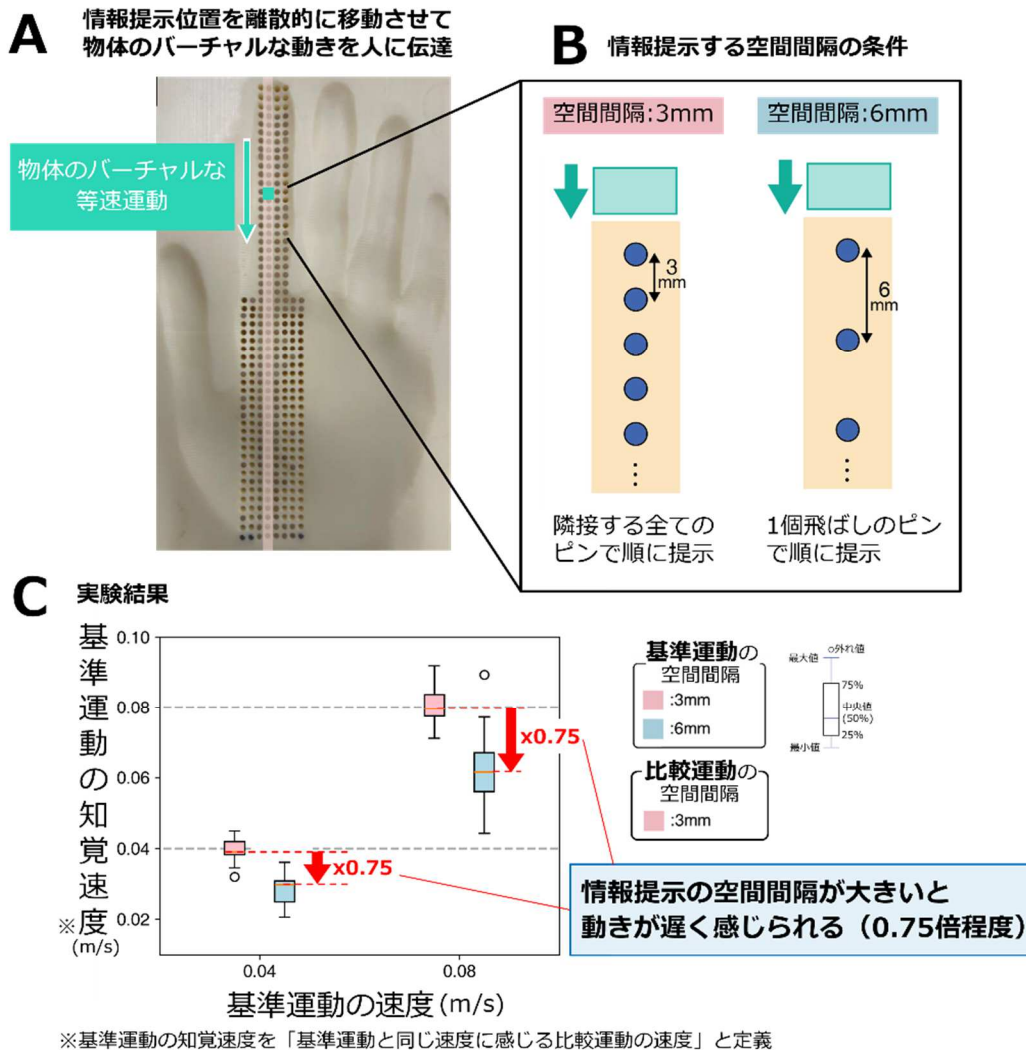 A
情報提示位置を離散的に移動させて
物体のバーチャルな動きを人に伝達
物体のバーチャルな
等速運動
B
情報提示する空間間隔の条件
空間間隔:3mm
空間間隔:6mm
3
mm
6
mm
⋮
⋮
隣接する全ての
ピンで順に提示
1個飛ばしのピン
で順に提示
C
実験結果
基準運動の知覚速度
※
(m/s)
0.10
0.08
0.06
0.04
0.02
x0.75
x0.75
0.04
0.08
基準運動の速度(m/s)
基準運動の
空間間隔
:3mm
:6mm
比較運動の
空間間隔
:3mm
○外れ値
最大値
75%
中央値
(50%)
25%
最小値
情報提示の空間間隔が大きいと
動きが遅く感じられる（0.75倍程度）
※基準運動の知覚速度を「基準運動と同じ速度に感じる比較運動の速度」と定義